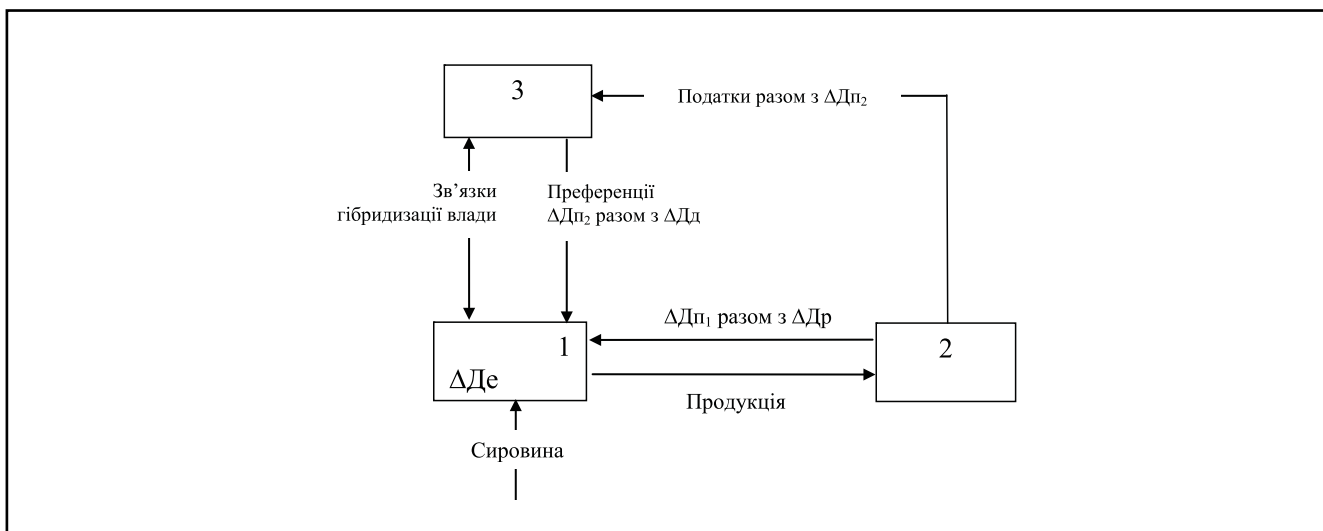 3
Податки разом з ΔДп₂
Зв’язки
гібридизації влади
Преференції
ΔДп₂ разом з ΔДд
ΔДп₁ разом з ΔДр
1
ΔДе
2
Продукція
Сировина